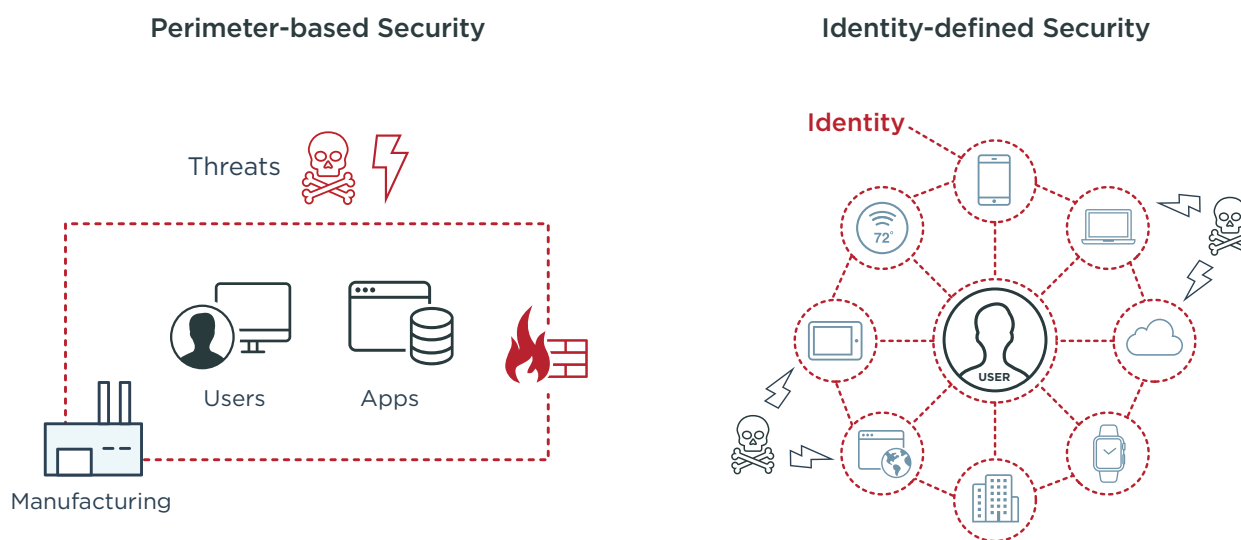 Perimeter-based Security
Threats
Users
Apps
Manufacturing
Identity-defined Security
Identity
72°
USER